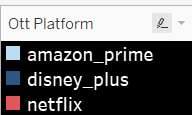 Ott Platform
amazon_prime
disney_plus
netflix